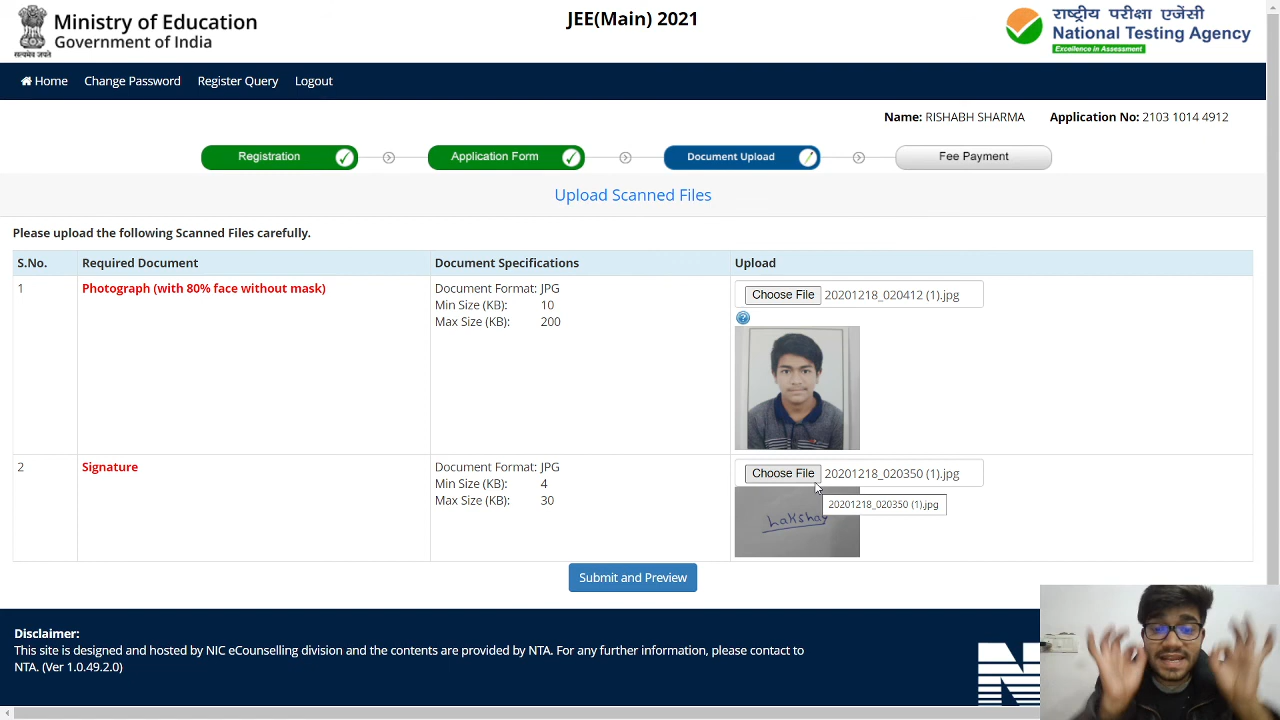 Ministry of Education
Government of India
सत्यमेव जयते
JEE(Main) 2021
राष्ट्रीय परीक्षा एजेंसी
National Testing Agency
Excellence in Assessment
Home Change Password Register Query Logout
Name: RISHABH SHARMA Application No: 2103 1014 4912
Registration Application Form Document Upload Fee Payment
Upload Scanned Files
Please upload the following Scanned Files carefully.
S.No. Required Document Document Specifications Upload
1 Photograph (with 80% face without mask) Document Format: JPG Choose File 20201218_020412 (1).jpg
Min Size (KB): 10
Max Size (KB): 200
?
2 Signature Document Format: JPG Choose File 20201218_020350 (1).jpg
Min Size (KB): 4
Max Size (KB): 30
20201218_020350 (1).jpg
Lakshay
Submit and Preview
Disclaimer:
This site is designed and hosted by NIC eCounselling division and the contents are provided by NTA. For any further information, please contact to
NTA. (Ver 1.0.49.2.0)